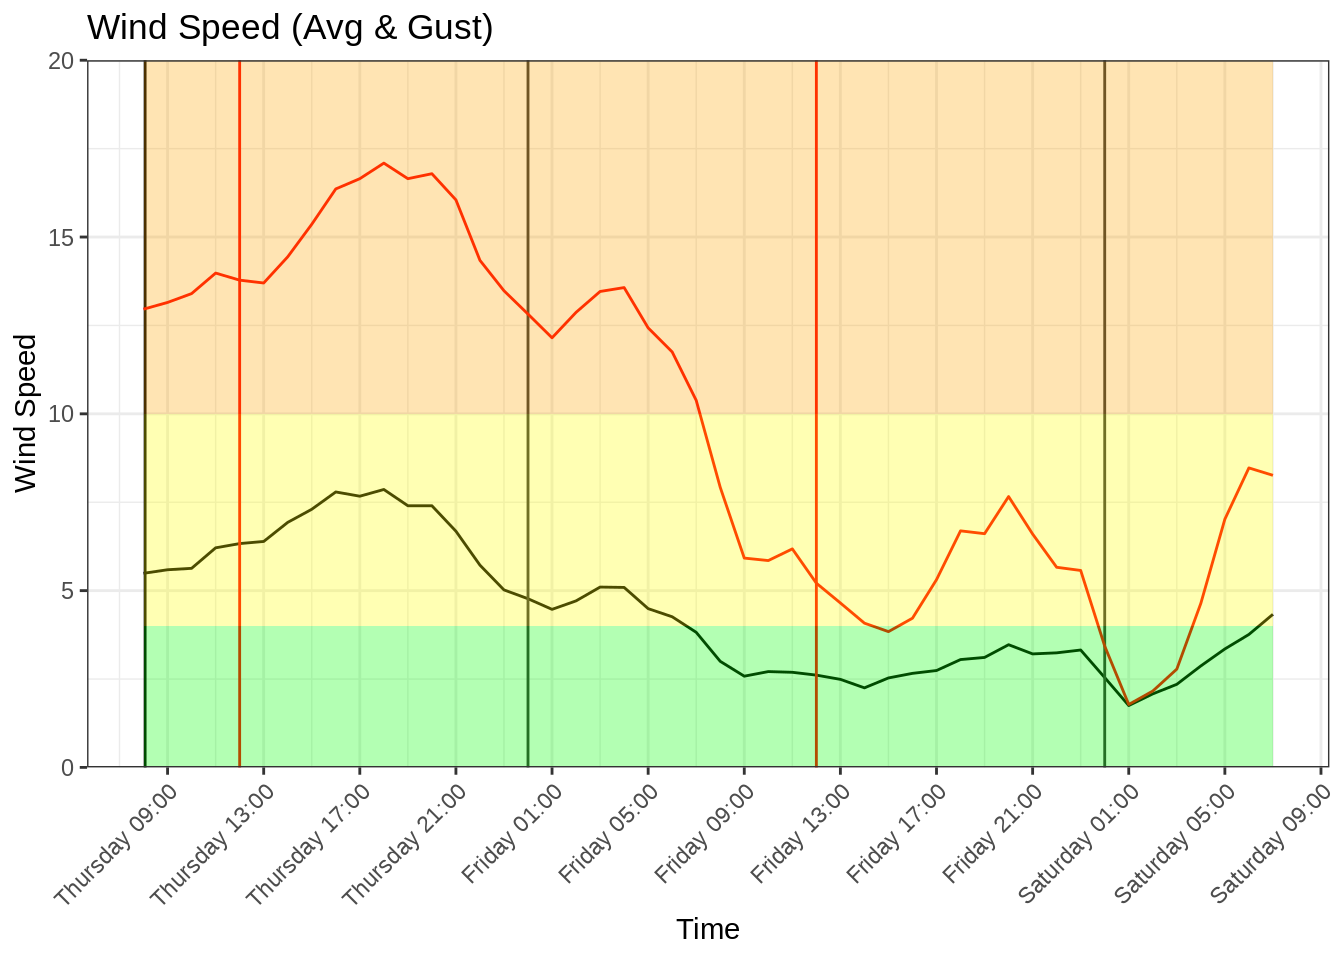 Wind Speed (Avg & Gust)
20
15
10
5
0
Wind Speed
Thursday 09:00
Thursday 13:00
Thursday 17:00
Thursday 21:00
Friday 01:00
Friday 05:00
Friday 09:00
Friday 13:00
Friday 17:00
Friday 21:00
Saturday 01:00
Saturday 05:00
Saturday 09:00
Time